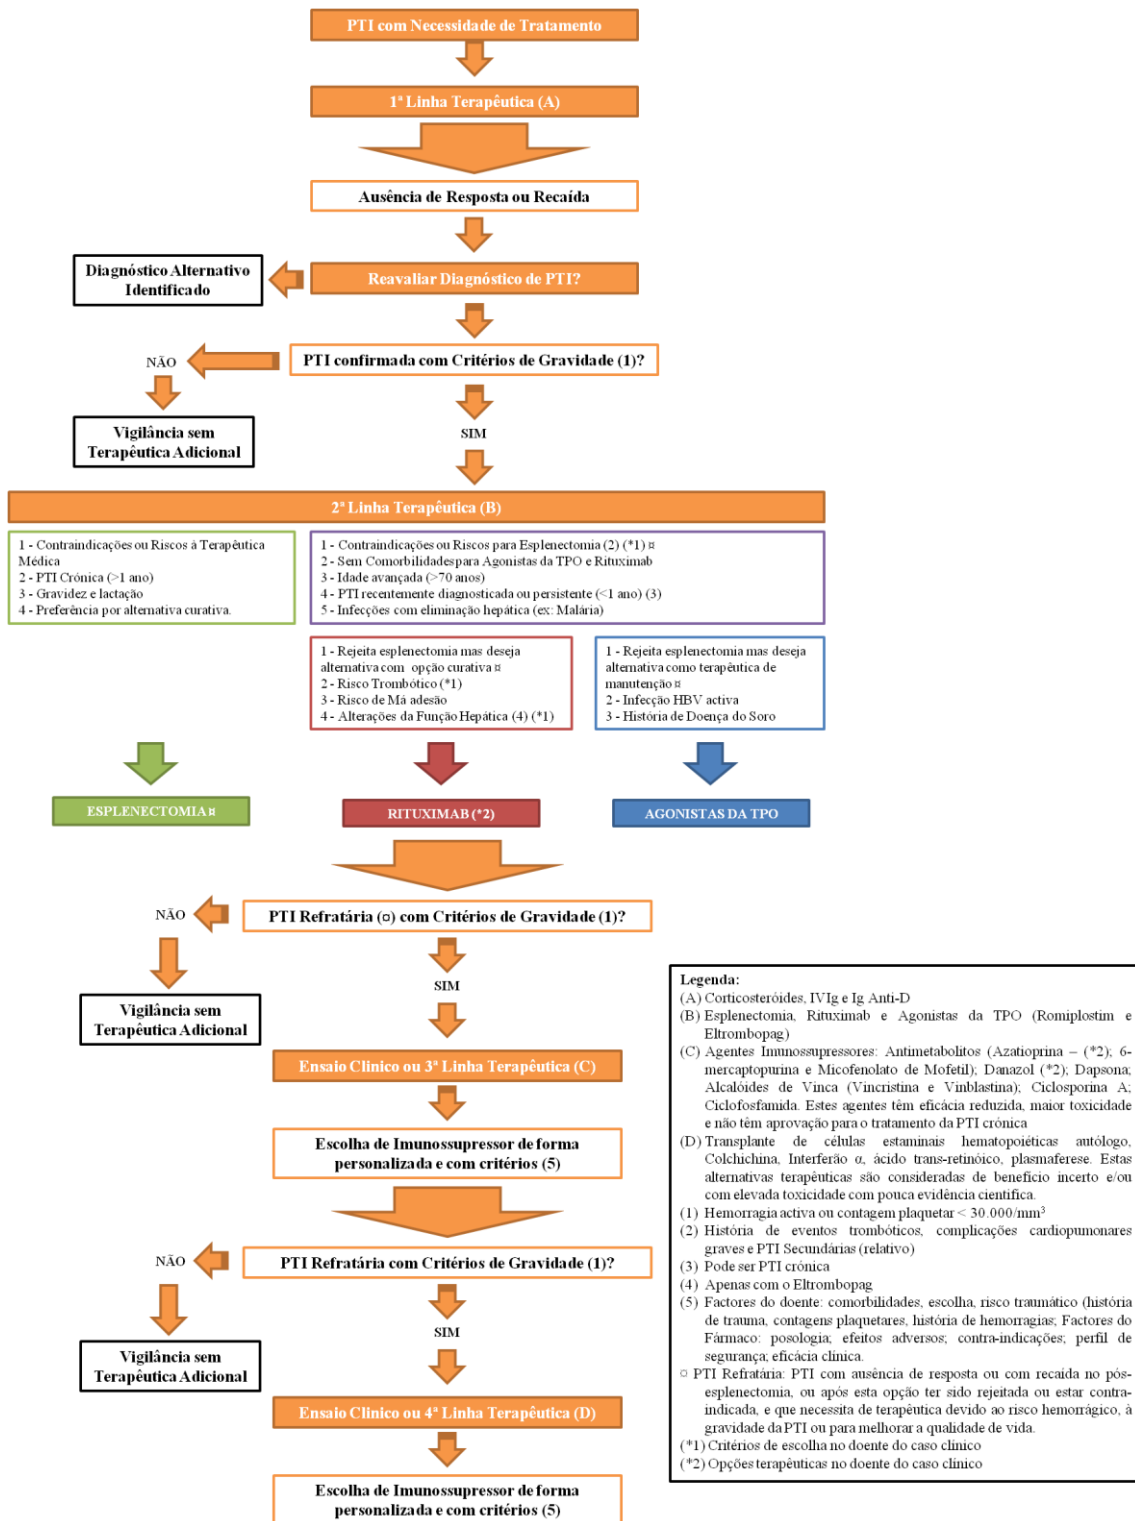 PTI com Necessidade de Tratamento
1ª Linha Terapêutica (A)
Ausência de Resposta ou Recaída
Diagnóstico Alternativo
Identificado
Reavaliar Diagnóstico de PTI?
NÃO
PTI confirmada com Critérios de Gravidade (1)?
Vigilância sem
Terapêutica Adicional
SIM
2ª Linha Terapêutica (B)
1 - Contraindicações ou Riscos à Terapêutica
Médica
2 - PTI Crónica (>1 ano)
3 - Gravidez e lactação
4 - Preferência por alternativa curativa.
1 - Contraindicações ou Riscos para Esplenectomia (2) (*1) ¤
2 - Sem Comorbilidades para Agonistas da TPO e Rituximab
3 - Idade avançada (>70 anos)
4 - PTI recentemente diagnosticada ou persistente (<1 ano) (3)
5 - Infecções com eliminação hepática (ex: Malária)
1 - Rejeita esplenectomia mas deseja
alternativa com opção curativa ¤
2 - Risco Trombótico (*1)
3 - Risco de Má adesão
4 - Alterações da Função Hepática (4) (*1)
1 - Rejeita esplenectomia mas deseja
alternativa como terapêutica de
manutenção ¤
2 - Infecção HBV activa
3 - História de Doença do Soro
ESPLENECTOMIA ¤
RITUXIMAB (*2)
AGONISTAS DA TPO
NÃO
PTI Refratária (¤) com Critérios de Gravidade (1)?
Vigilância sem
Terapêutica Adicional
SIM
Ensaio Clinico ou 3ª Linha Terapêutica (C)
Escolha de Imunossupressor de forma
personalizada e com critérios (5)
NÃO
PTI Refratária com Critérios de Gravidade (1)?
Vigilância sem
Terapêutica Adicional
SIM
Ensaio Clinico ou 4ª Linha Terapêutica (D)
Escolha de Imunossupressor de forma
personalizada e com critérios (5)
Legenda:
(A) Corticosteróides, IVIg e Ig Anti-D
(B) Esplenectomia, Rituximab e Agonistas da TPO (Romiplostim e
Eltrombopag)
(C) Agentes Imunossupressores: Antimetabolitos (Azatioprina – (*2); 6-
mercaptopurina e Micofenolato de Mofetil); Danazol (*2); Dapsona;
Alcalóides de Vinca (Vincristina e Vinblastina); Ciclosporina A;
Ciclofosfamida. Estes agentes têm eficácia reduzida, maior toxicidade
e não têm aprovação para o tratamento da PTI crónica
(D) Transplante de células estaminais hematopoiéticas autólogo,
Colchichina, Interferão α, ácido trans-retinóico, plasmaferese. Estas
alternativas terapêuticas são consideradas de benefício incerto e/ou
com elevada toxicidade com pouca evidência científica.
(1) Hemorragia activa ou contagem plaquetar < 30.000/mm³
(2) História de eventos trombóticos, complicações cardiopumonares
graves e PTI Secundárias (relativo)
(3) Pode ser PTI crónica
(4) Apenas com o Eltrombopag
(5) Factores do doente: comorbilidades, escolha, risco traumático (história
de trauma, contagens plaquetares, história de hemorragias; Factores do
Fármaco: posologia; efeitos adversos; contra-indicações; perfil de
segurança; eficácia clínica.
¤ PTI Refratária: PTI com ausência de resposta ou com recaída no pós-
esplenectomia, ou após esta opção ter sido rejeitada ou estar contra-
indicada, e que necessita de terapêutica devido ao risco hemorrágico, à
gravidade da PTI ou para melhorar a qualidade de vida.
(*1) Critérios de escolha no doente do caso clínico
(*2) Opções terapêuticas no doente do caso clínico